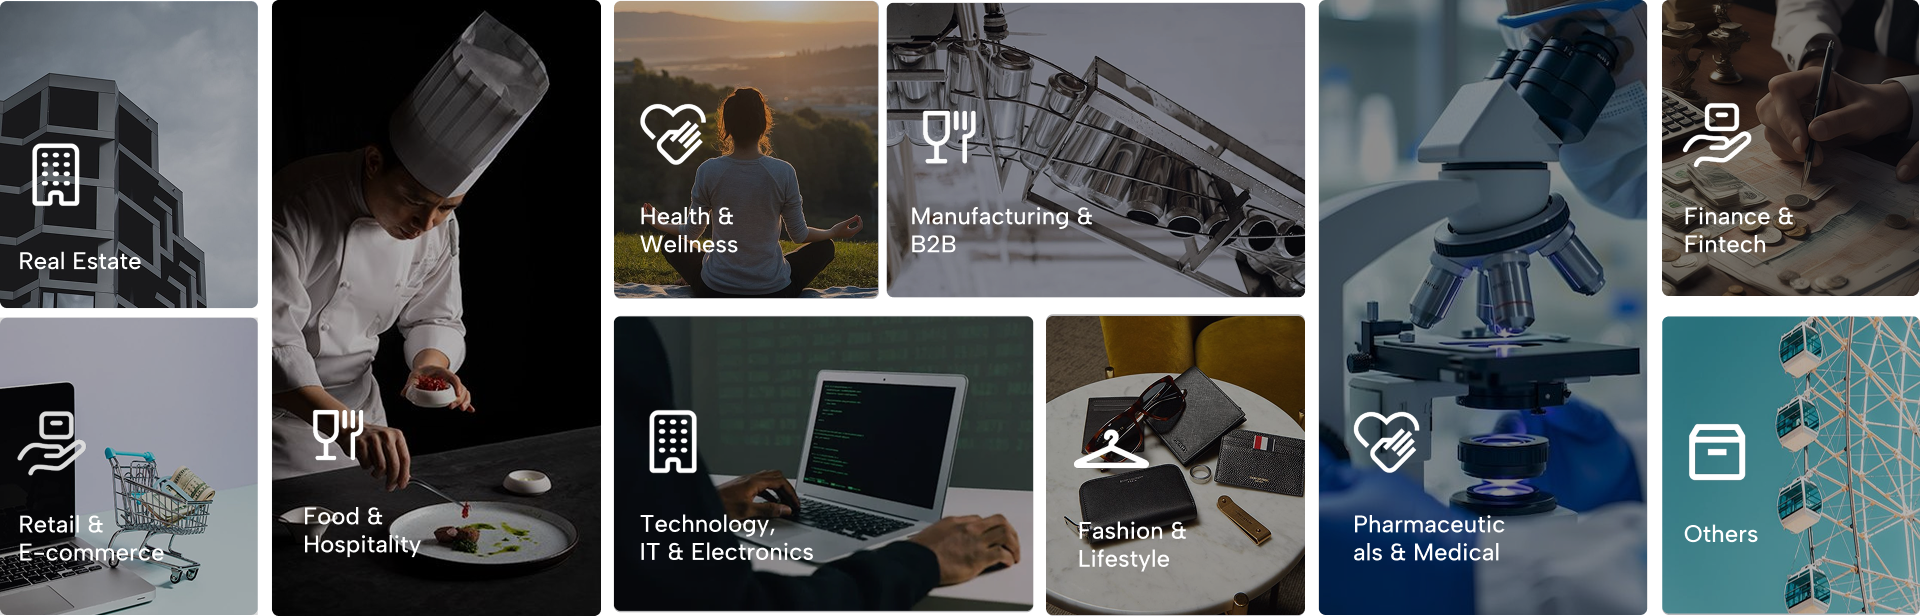 Real Estate
Retail &
E-commerce
Food &
Hospitality
Health &
Wellness
Manufacturing &
B2B
Technology,
IT & Electronics
Fashion &
Lifestyle
Pharmaceutic
als & Medical
Finance &
Fintech
Others